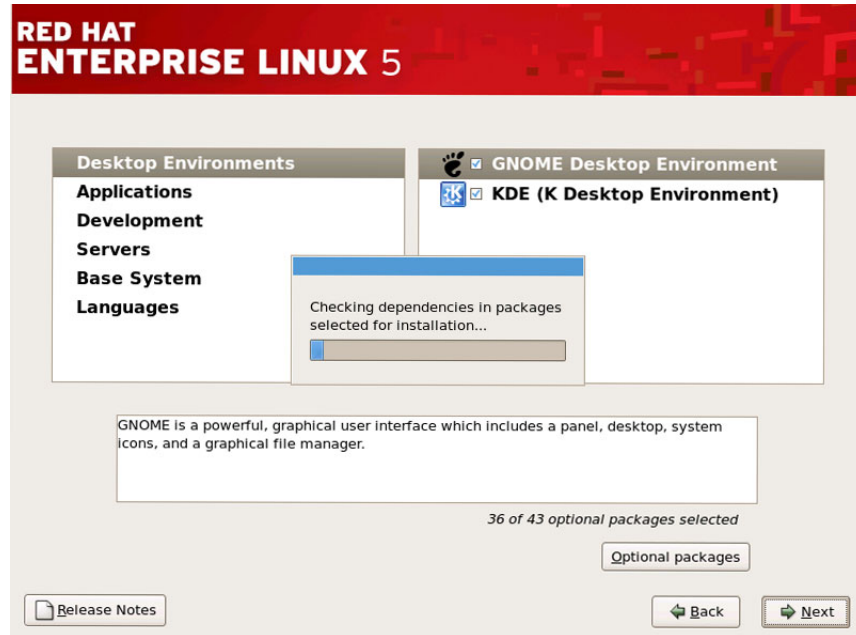 RED HAT
ENTERPRISE LINUX 5
Desktop Environments
Applications
Development
Servers
Base System
Languages
GNOME Desktop Environment
KDE (K Desktop Environment)
Checking dependencies in packages
selected for installation...
GNOME is a powerful, graphical user interface which includes a panel, desktop, system
icons, and a graphical file manager.
36 of 43 optional packages selected
Optional packages
Release Notes
Back
Next